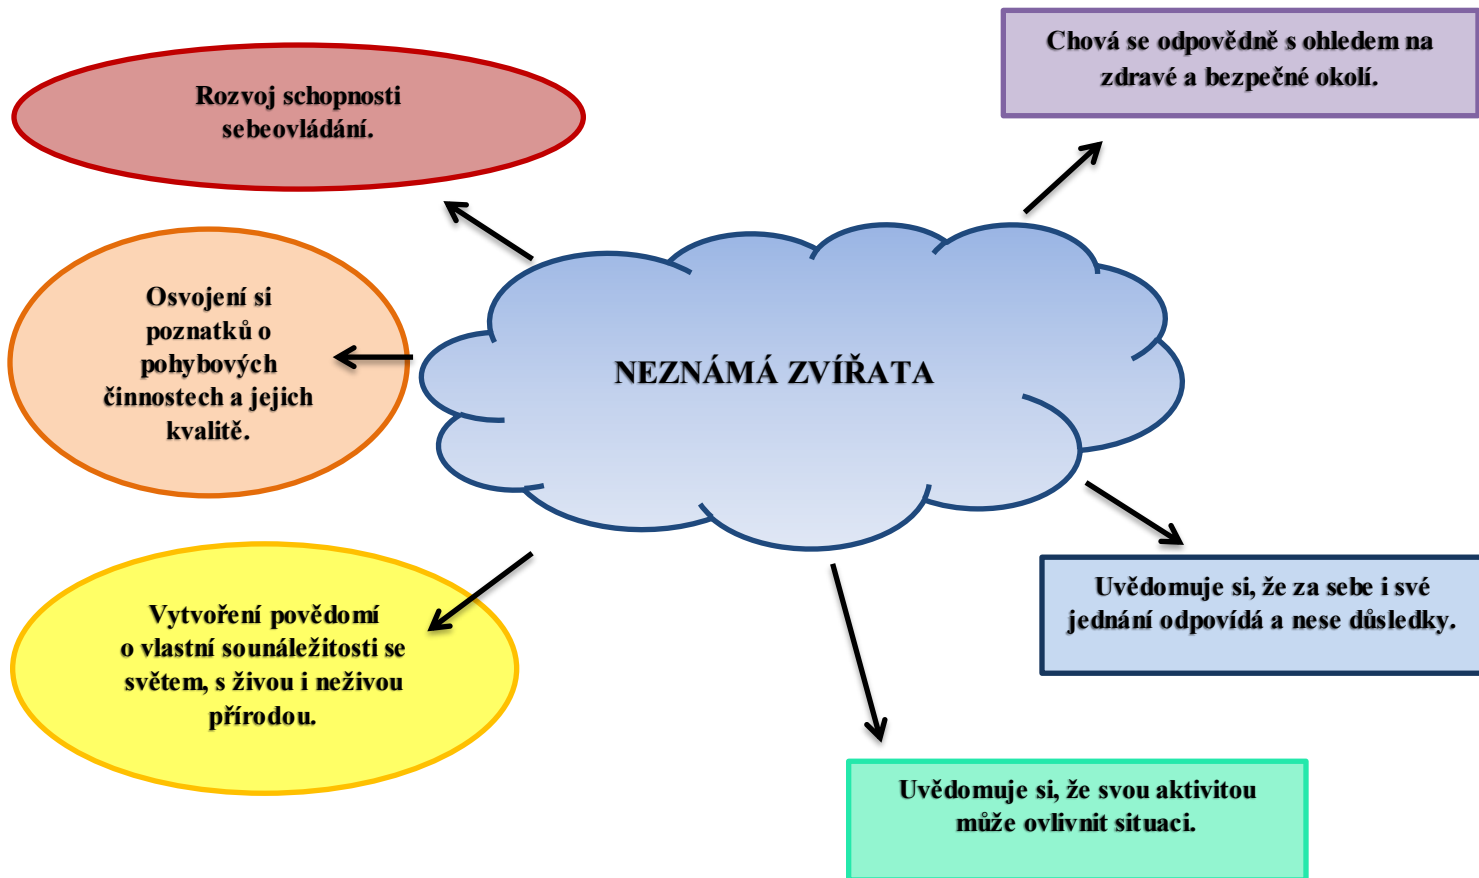 Chová se odpovědně s ohledem na
zdravé a bezpečné okolí.
Rozvoj schopnosti
sebeovládání.
Osvojení si
poznatků o
pohybových
činnostech a jejich
kvalitě.
NEZNÁMÁ ZVÍŘATA
Vytvoření povědomí
o vlastní sounáležitosti se
světem, s živou i neživou
přírodou.
Uvědomuje si, že za sebe i své
jednání odpovídá a nese důsledky.
Uvědomuje si, že svou aktivitou
může ovlivnit situaci.